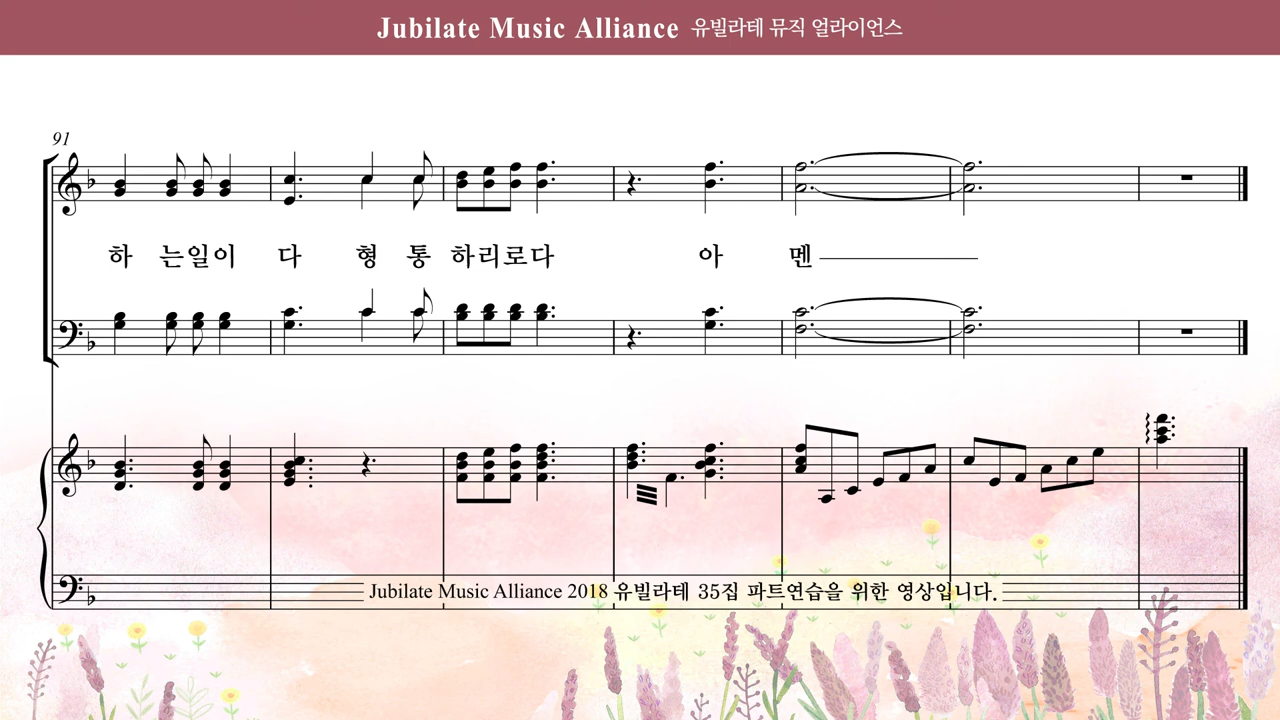 Jubilate Music Alliance 유빌라테 뮤직 얼라이언스
91
하 는일이 다 형 통 하리로다 아 멘
Jubilate Music Alliance 2018 유빌라테 35집 파트연습을 위한 영상입니다.